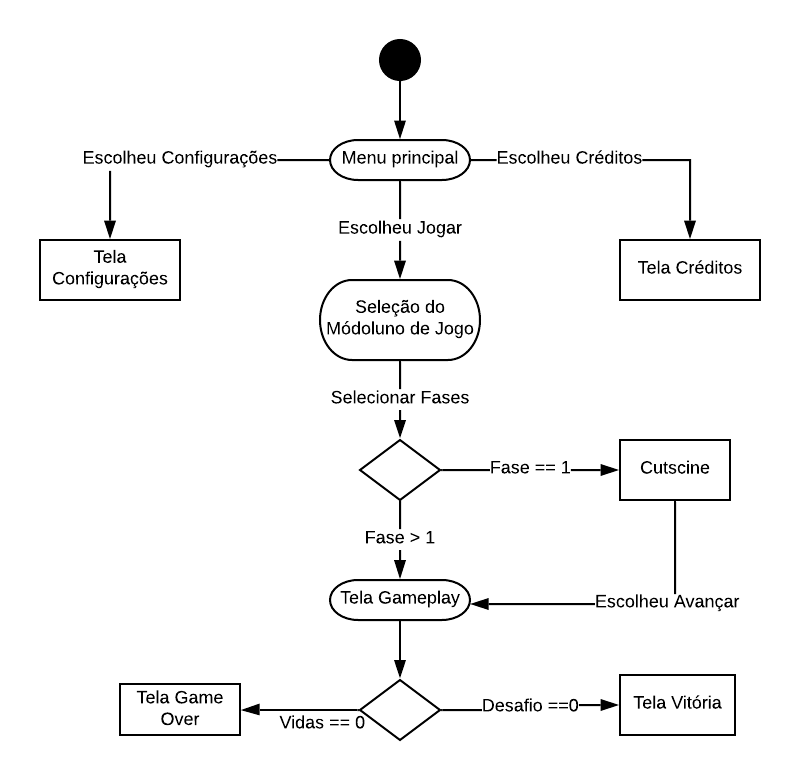 Escolheu Configurações
Menu principal
Escolheu Créditos
Escolheu Jogar
Tela
Configurações
Tela Créditos
Seleção do
Módoluno de Jogo
Selecionar Fases
Fase == 1
Cutscine
Fase > 1
Tela Gameplay
Escolheu Avançar
Tela Game
Over
Vidas == 0
Desafio ==0
Tela Vitória